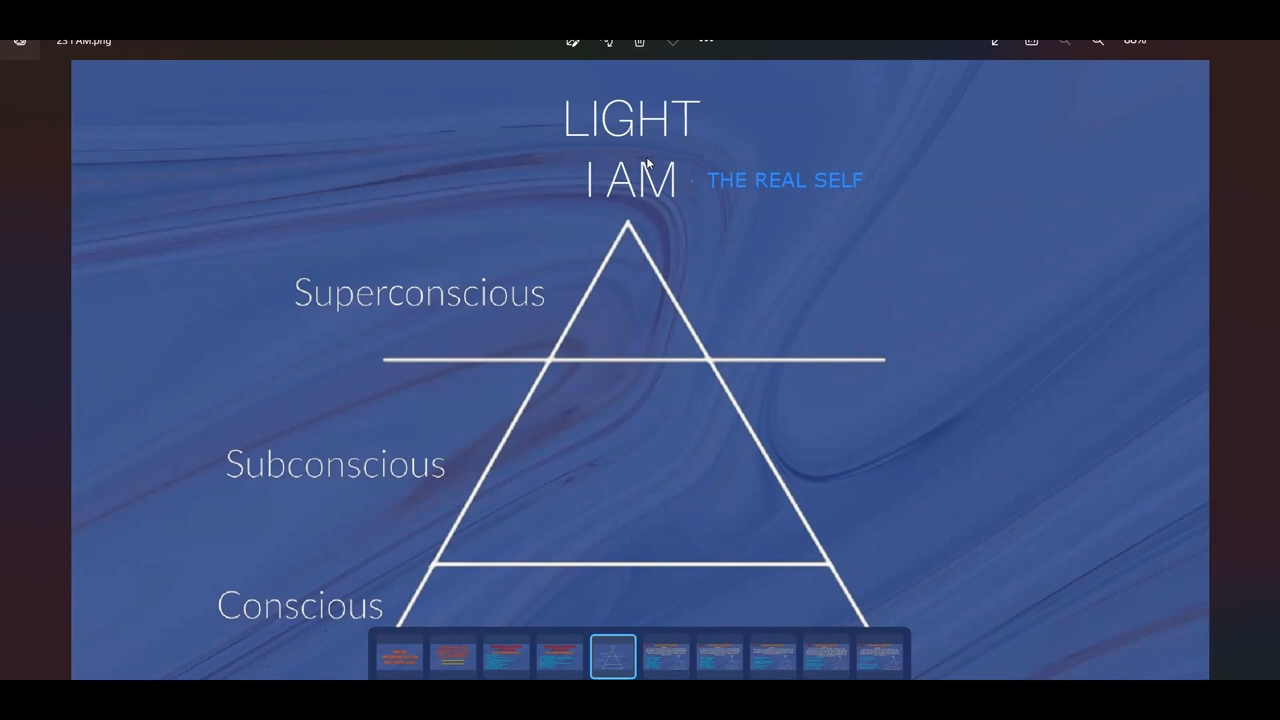 LIGHT
I AM
THE REAL SELF
Superconscious
Subconscious
Conscious